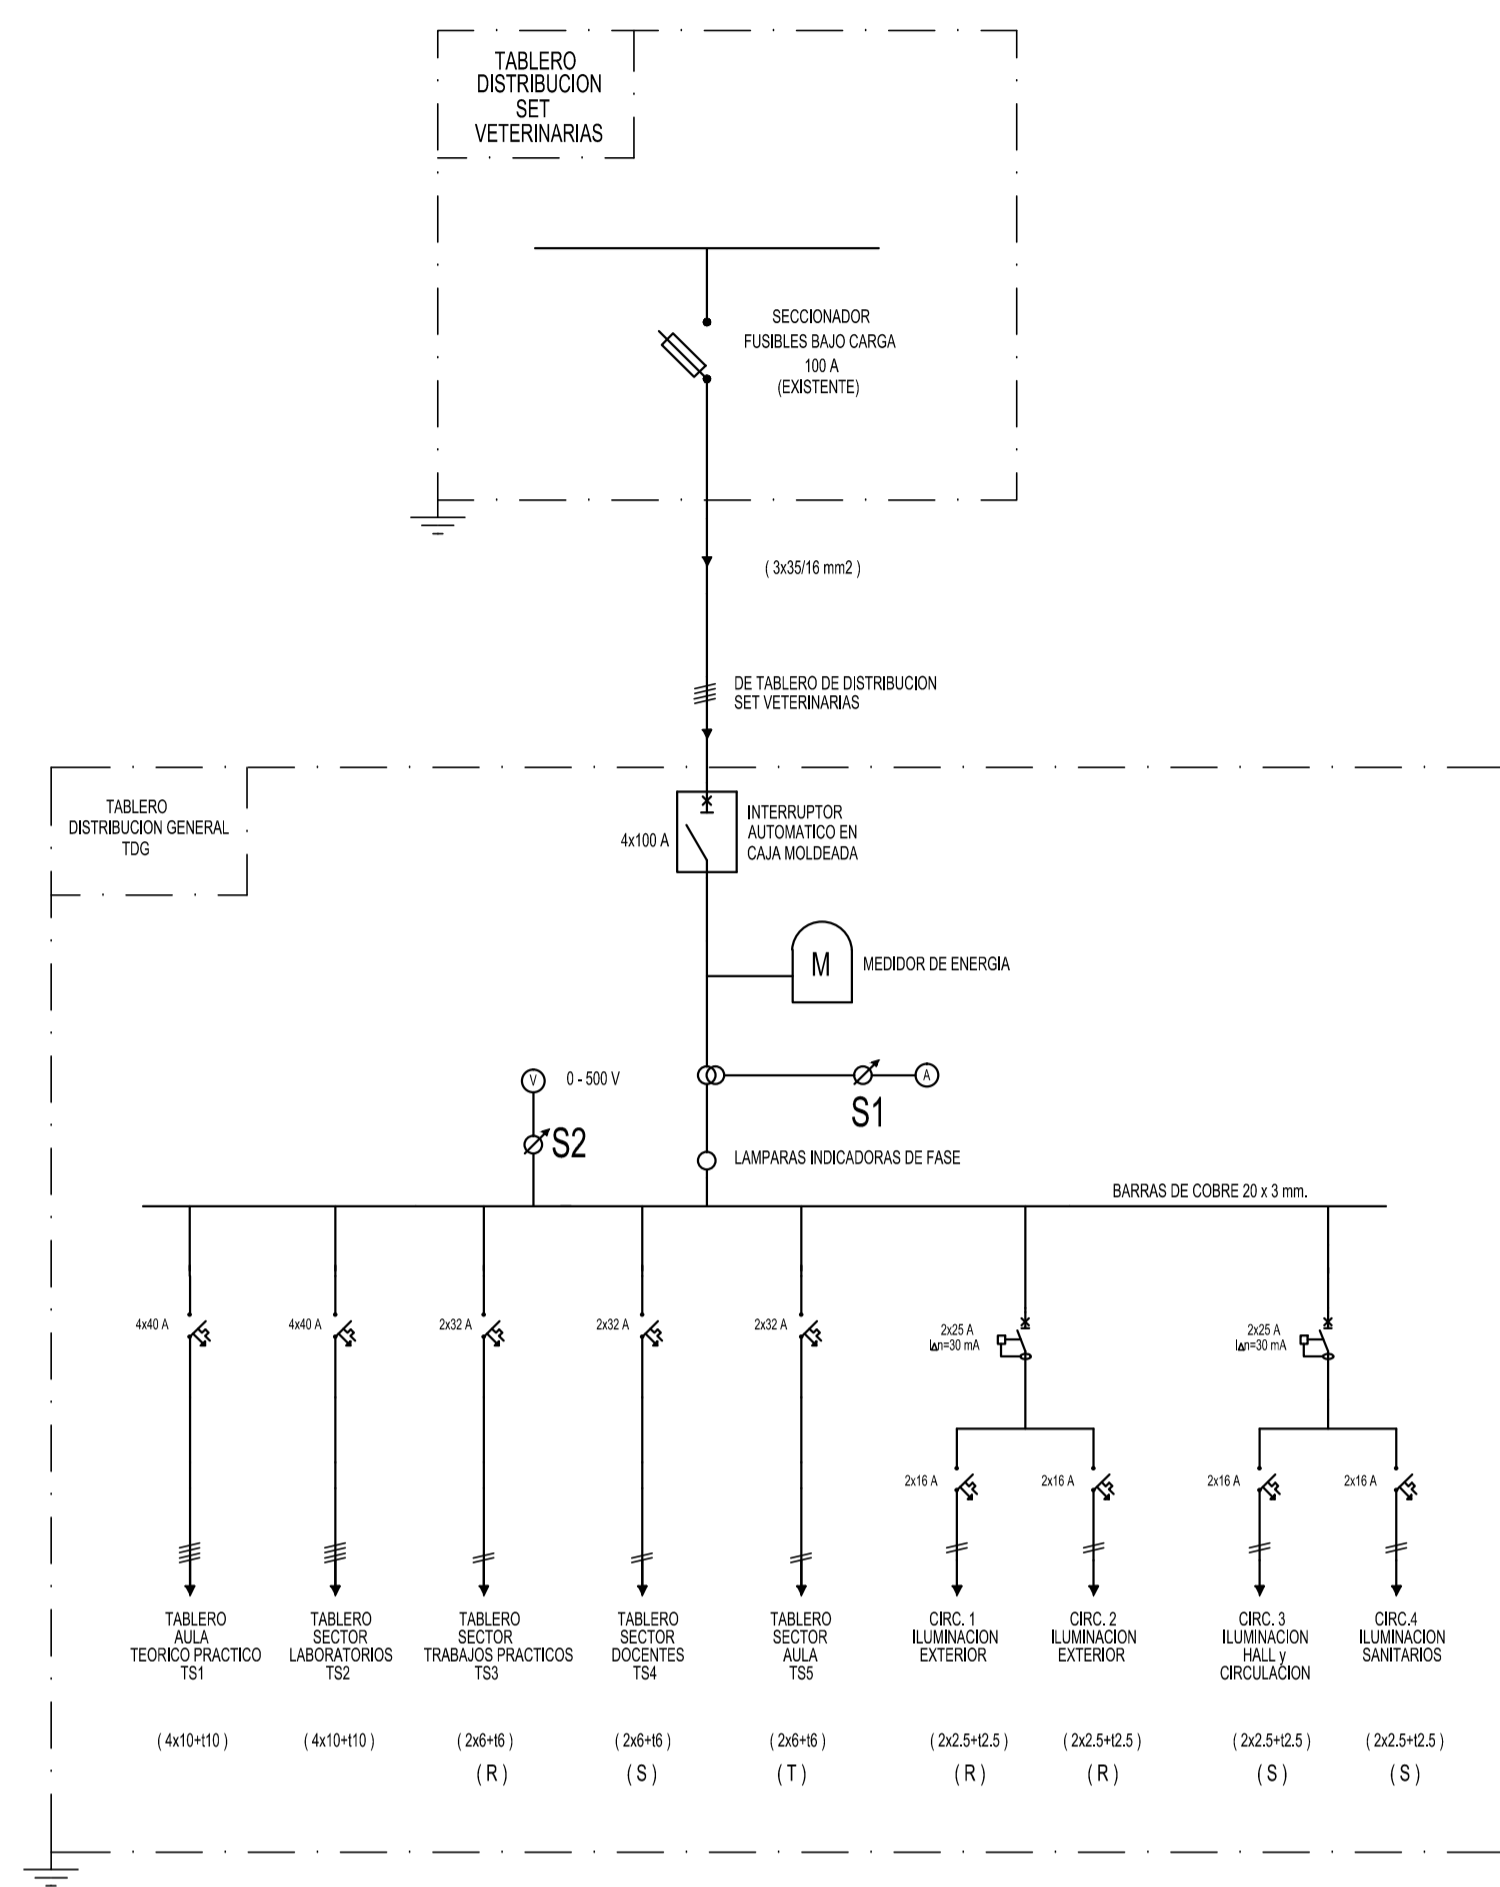 TABLERO
DISTRIBUCION
SET
VETERINARIAS
SECCIONADOR
FUSIBLES BAJO CARGA
100 A
(EXISTENTE)
( 3x35/16 mm2 )
DE TABLERO DE DISTRIBUCION
SET VETERINARIAS
TABLERO
DISTRIBUCION GENERAL
TDG
4x100 A
INTERRUPTOR
AUTOMATICO EN
CAJA MOLDEADA
M
MEDIDOR DE ENERGIA
V
0 - 500 V
A
S1
S2
LAMPARAS INDICADORAS DE FASE
BARRAS DE COBRE 20 x 3 mm.
4x40 A
4x40 A
2x32 A
2x32 A
2x32 A
2x25 A
I∆n=30 mA
2x25 A
I∆n=30 mA
2x16 A
2x16 A
2x16 A
2x16 A
TABLERO
AULA
TEORICO PRACTICO
TS1
TABLERO
SECTOR
LABORATORIOS
TS2
TABLERO
SECTOR
TRABAJOS PRACTICOS
TS3
TABLERO
SECTOR
DOCENTES
TS4
TABLERO
SECTOR
AULA
TS5
CIRC. 1
ILUMINACION
EXTERIOR
CIRC. 2
ILUMINACION
EXTERIOR
CIRC. 3
ILUMINACION
HALL y
CIRCULACION
CIRC.4
ILUMINACION
SANITARIOS
( 4x10+t10 )
( 4x10+t10 )
( 2x6+t6 )
( 2x6+t6 )
( 2x6+t6 )
( 2x2.5+t2.5 )
( 2x2.5+t2.5 )
( 2x2.5+t2.5 )
( 2x2.5+t2.5 )
( R )
( S )
( T )
( R )
( R )
( S )
( S )